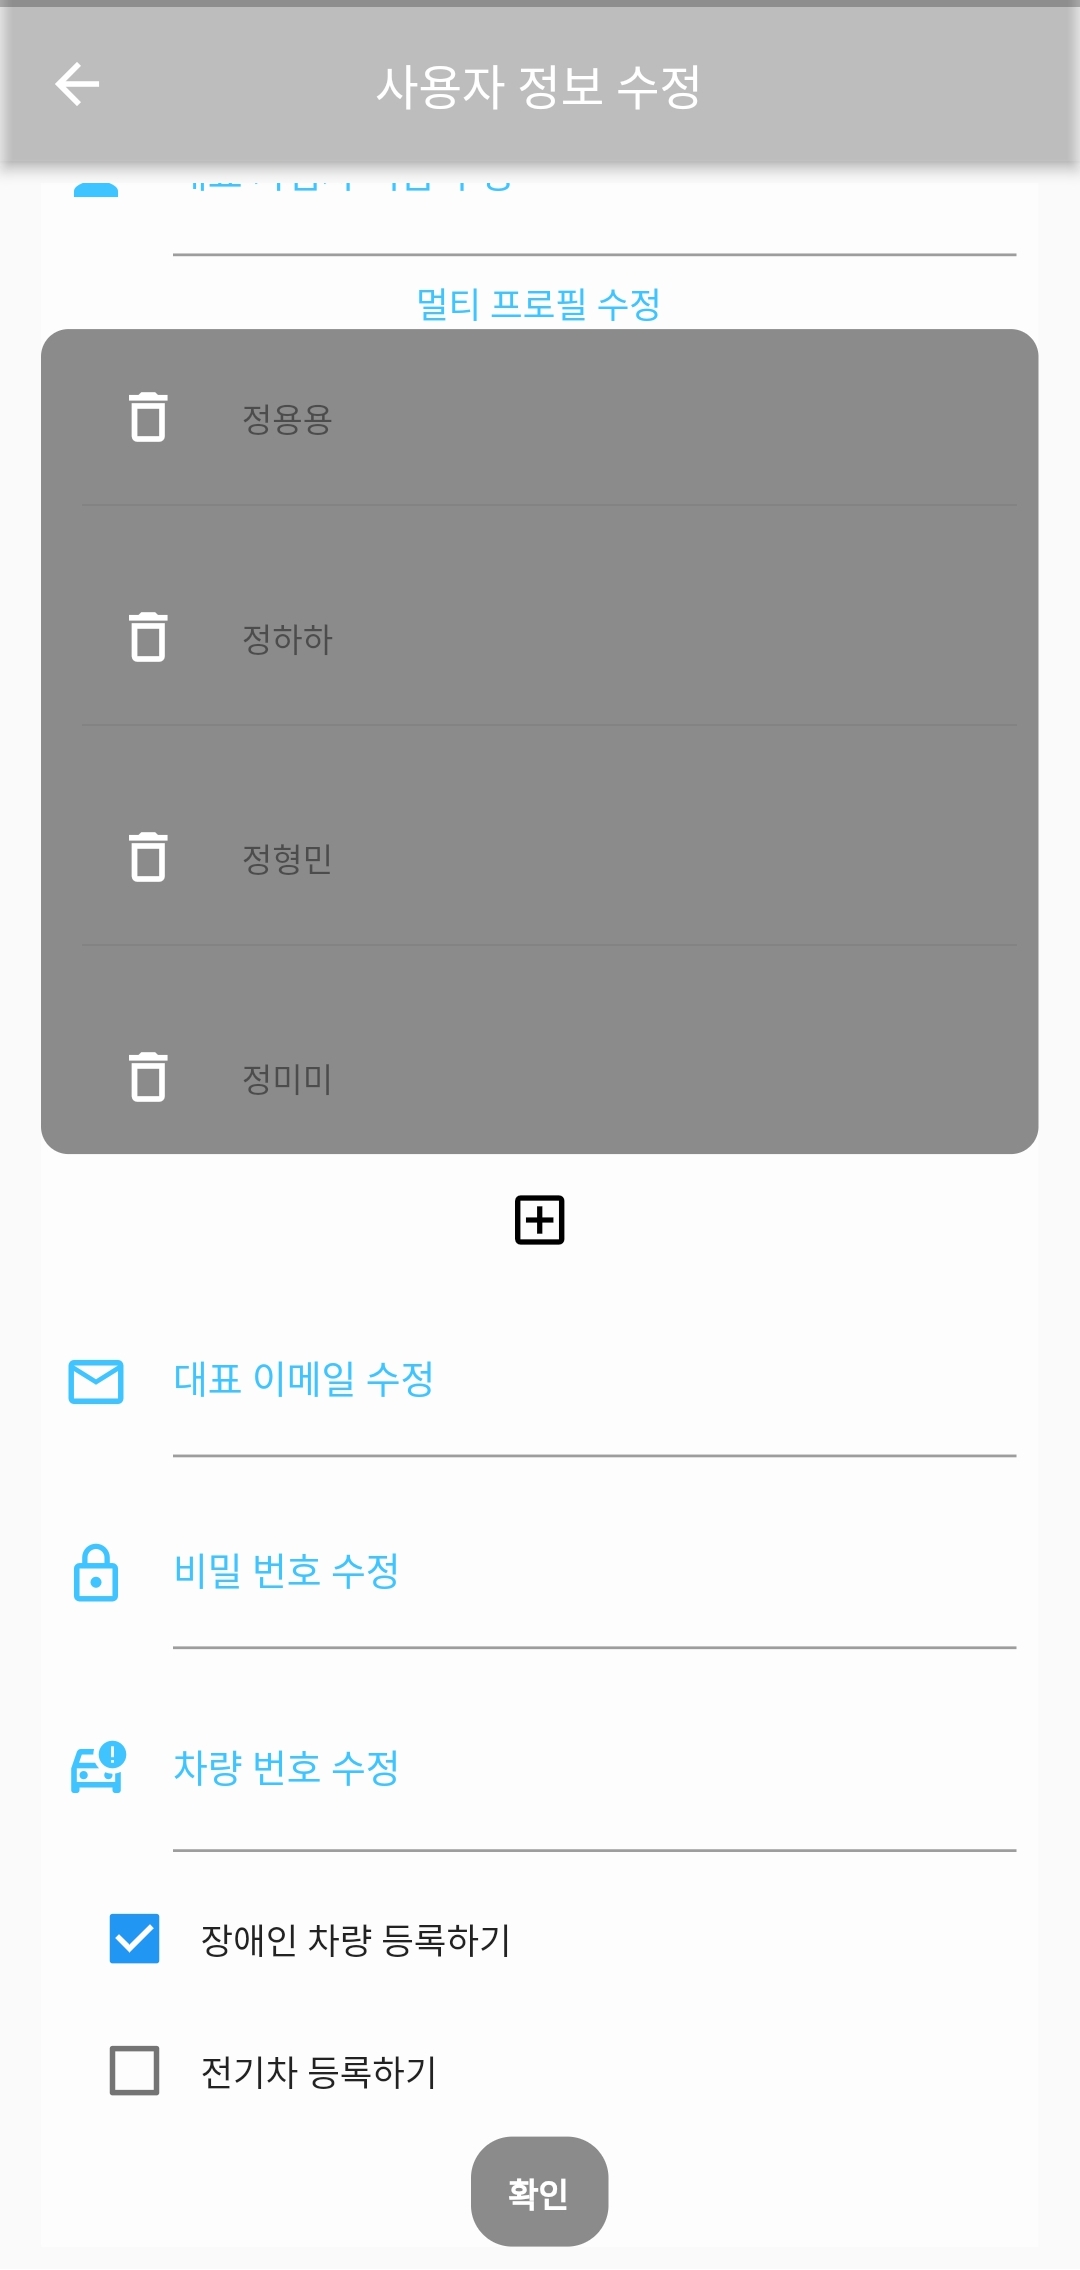 사용자 정보 수정
멀티 프로필 수정
정용용
정하하
정형민
정미미
대표 이메일 수정
비밀 번호 수정
차량 번호 수정
장애인 차량 등록하기
전기차 등록하기
확인